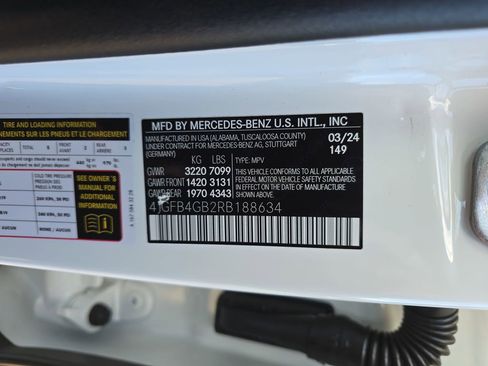 TIRE AND LOADING INFORMATION
SUR LES PNEUS ET LE CHARGEMENT
SEE OWNER'S
MANUAL FOR
ADDITIONAL
INFORMATION
MFD BY MERCEDES-BENZ U.S. INTL., INC
MANUFACTURED IN USA (ALABAMA, TUSCALOOSA COUNTY) 03/24
UNDER CONTRACT FOR MERCEDES-BENZ AG, STUTTGART 149
(GERMANY)
KG LBS TYPE: MPV
GVWR 3220 7099
GAWR FRONT 1420 3131
GAWR REAR 1970 4343
THIS VEHICLE CONFORMS TO ALL APPLICABLE
FEDERAL MOTOR VEHICLE SAFETY
STANDARDS IN EFFECT ON THE DATE OF
MANUFACTURE SHOWN ABOVE.
4JGFB4GB2RB188634